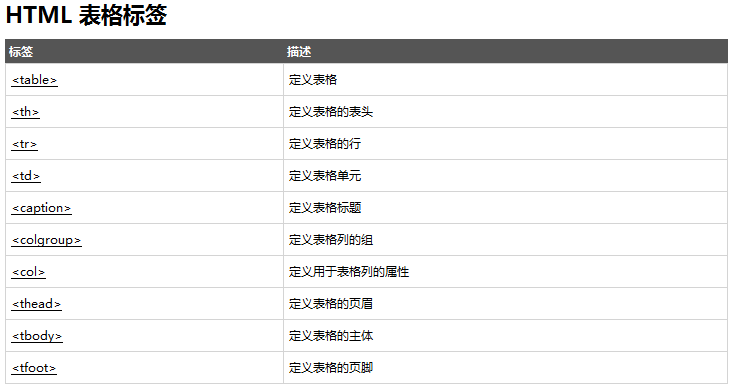 HTML 表格标签
标签 描述
<table> 定义表格
<th> 定义表格的表头
<tr> 定义表格的行
<td> 定义表格单元
<caption> 定义表格标题
<colgroup> 定义表格列的组
<col> 定义用于表格列的属性
<thead> 定义表格的页眉
<tbody> 定义表格的主体
<tfoot> 定义表格的页脚